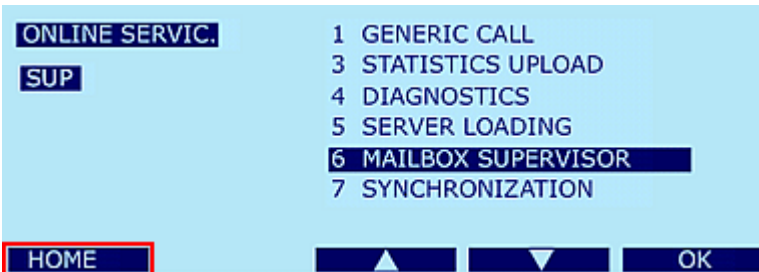 ONLINE SERVIC.
SUP
1 GENERIC CALL
3 STATISTICS UPLOAD
4 DIAGNOSTICS
5 SERVER LOADING
6 MAILBOX SUPERVISOR
7 SYNCHRONIZATION
HOME
OK